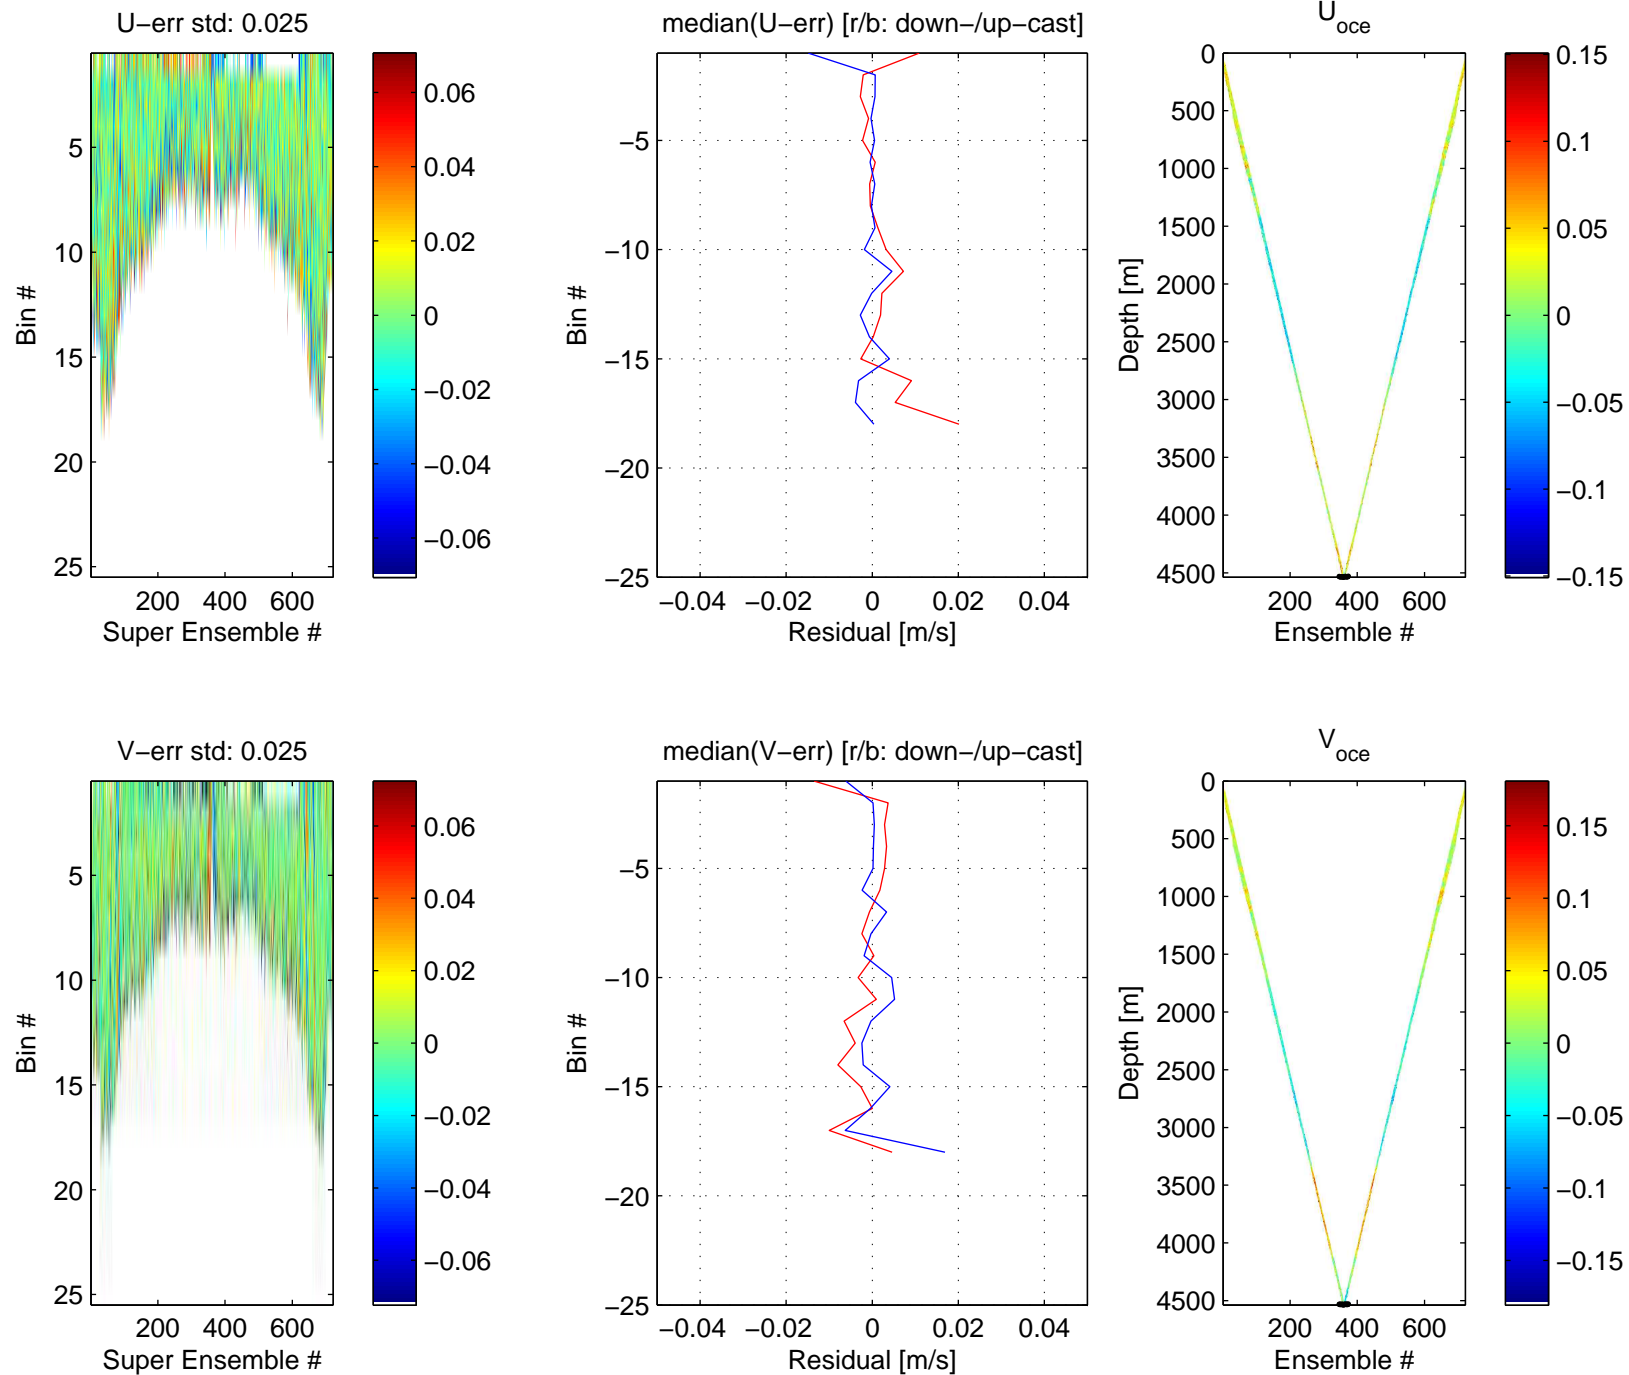 U−err std: 0.025
5
10
15
20
25
200 400 600
Super Ensemble #
Bin #
0.06
0.04
0.02
0
−0.02
−0.04
−0.06
median(U−err) [r/b: down−/up−cast]
−5
−10
−15
−20
−25
−0.04 −0.02 0 0.02 0.04
Residual [m/s]
Bin #
U_oce
0
500
1000
1500
2000
2500
3000
3500
4000
4500
200 400 600
Ensemble #
Depth [m]
0.15
0.1
0.05
0
−0.05
−0.1
−0.15
V−err std: 0.025
5
10
15
20
25
200 400 600
Super Ensemble #
Bin #
0.06
0.04
0.02
0
−0.02
−0.04
−0.06
median(V−err) [r/b: down−/up−cast]
−5
−10
−15
−20
−25
−0.04 −0.02 0 0.02 0.04
Residual [m/s]
Bin #
V_oce
0
500
1000
1500
2000
2500
3000
3500
4000
4500
200 400 600
Ensemble #
Depth [m]
0.15
0.1
0.05
0
−0.05
−0.1
−0.15